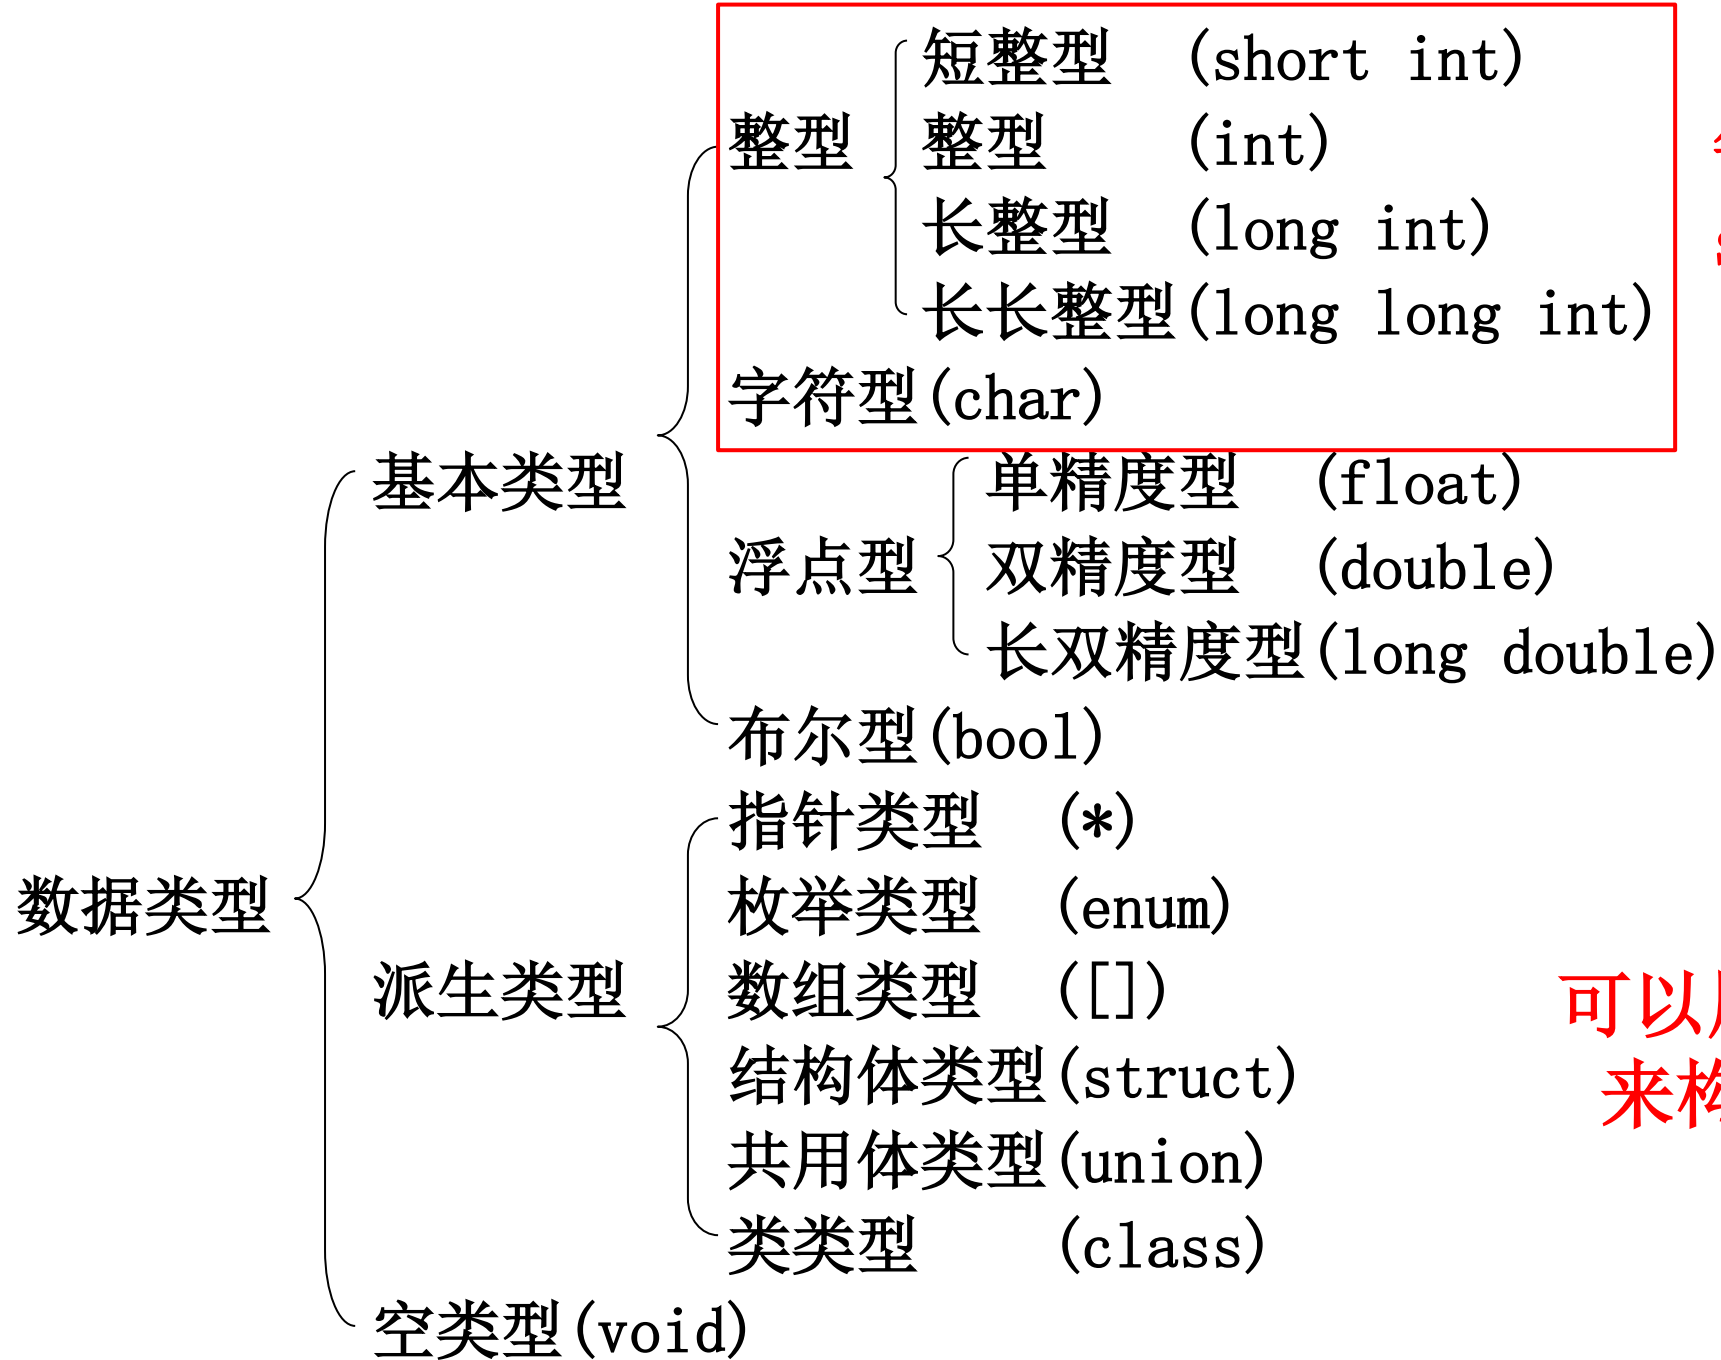 短整型 (short int)
整型 整型 (int)
长整型 (long int)
长长整型(long long int)
字符型(char)
基本类型 单精度型 (float)
浮点型 双精度型 (double)
长双精度型(long double)
布尔型(bool)
指针类型 (*)
数据类型 枚举类型 (enum)
派生类型 数组类型 ([])
可以
结构体类型(struct)
来
共用体类型(union)
类类型 (class)
空类型(void)